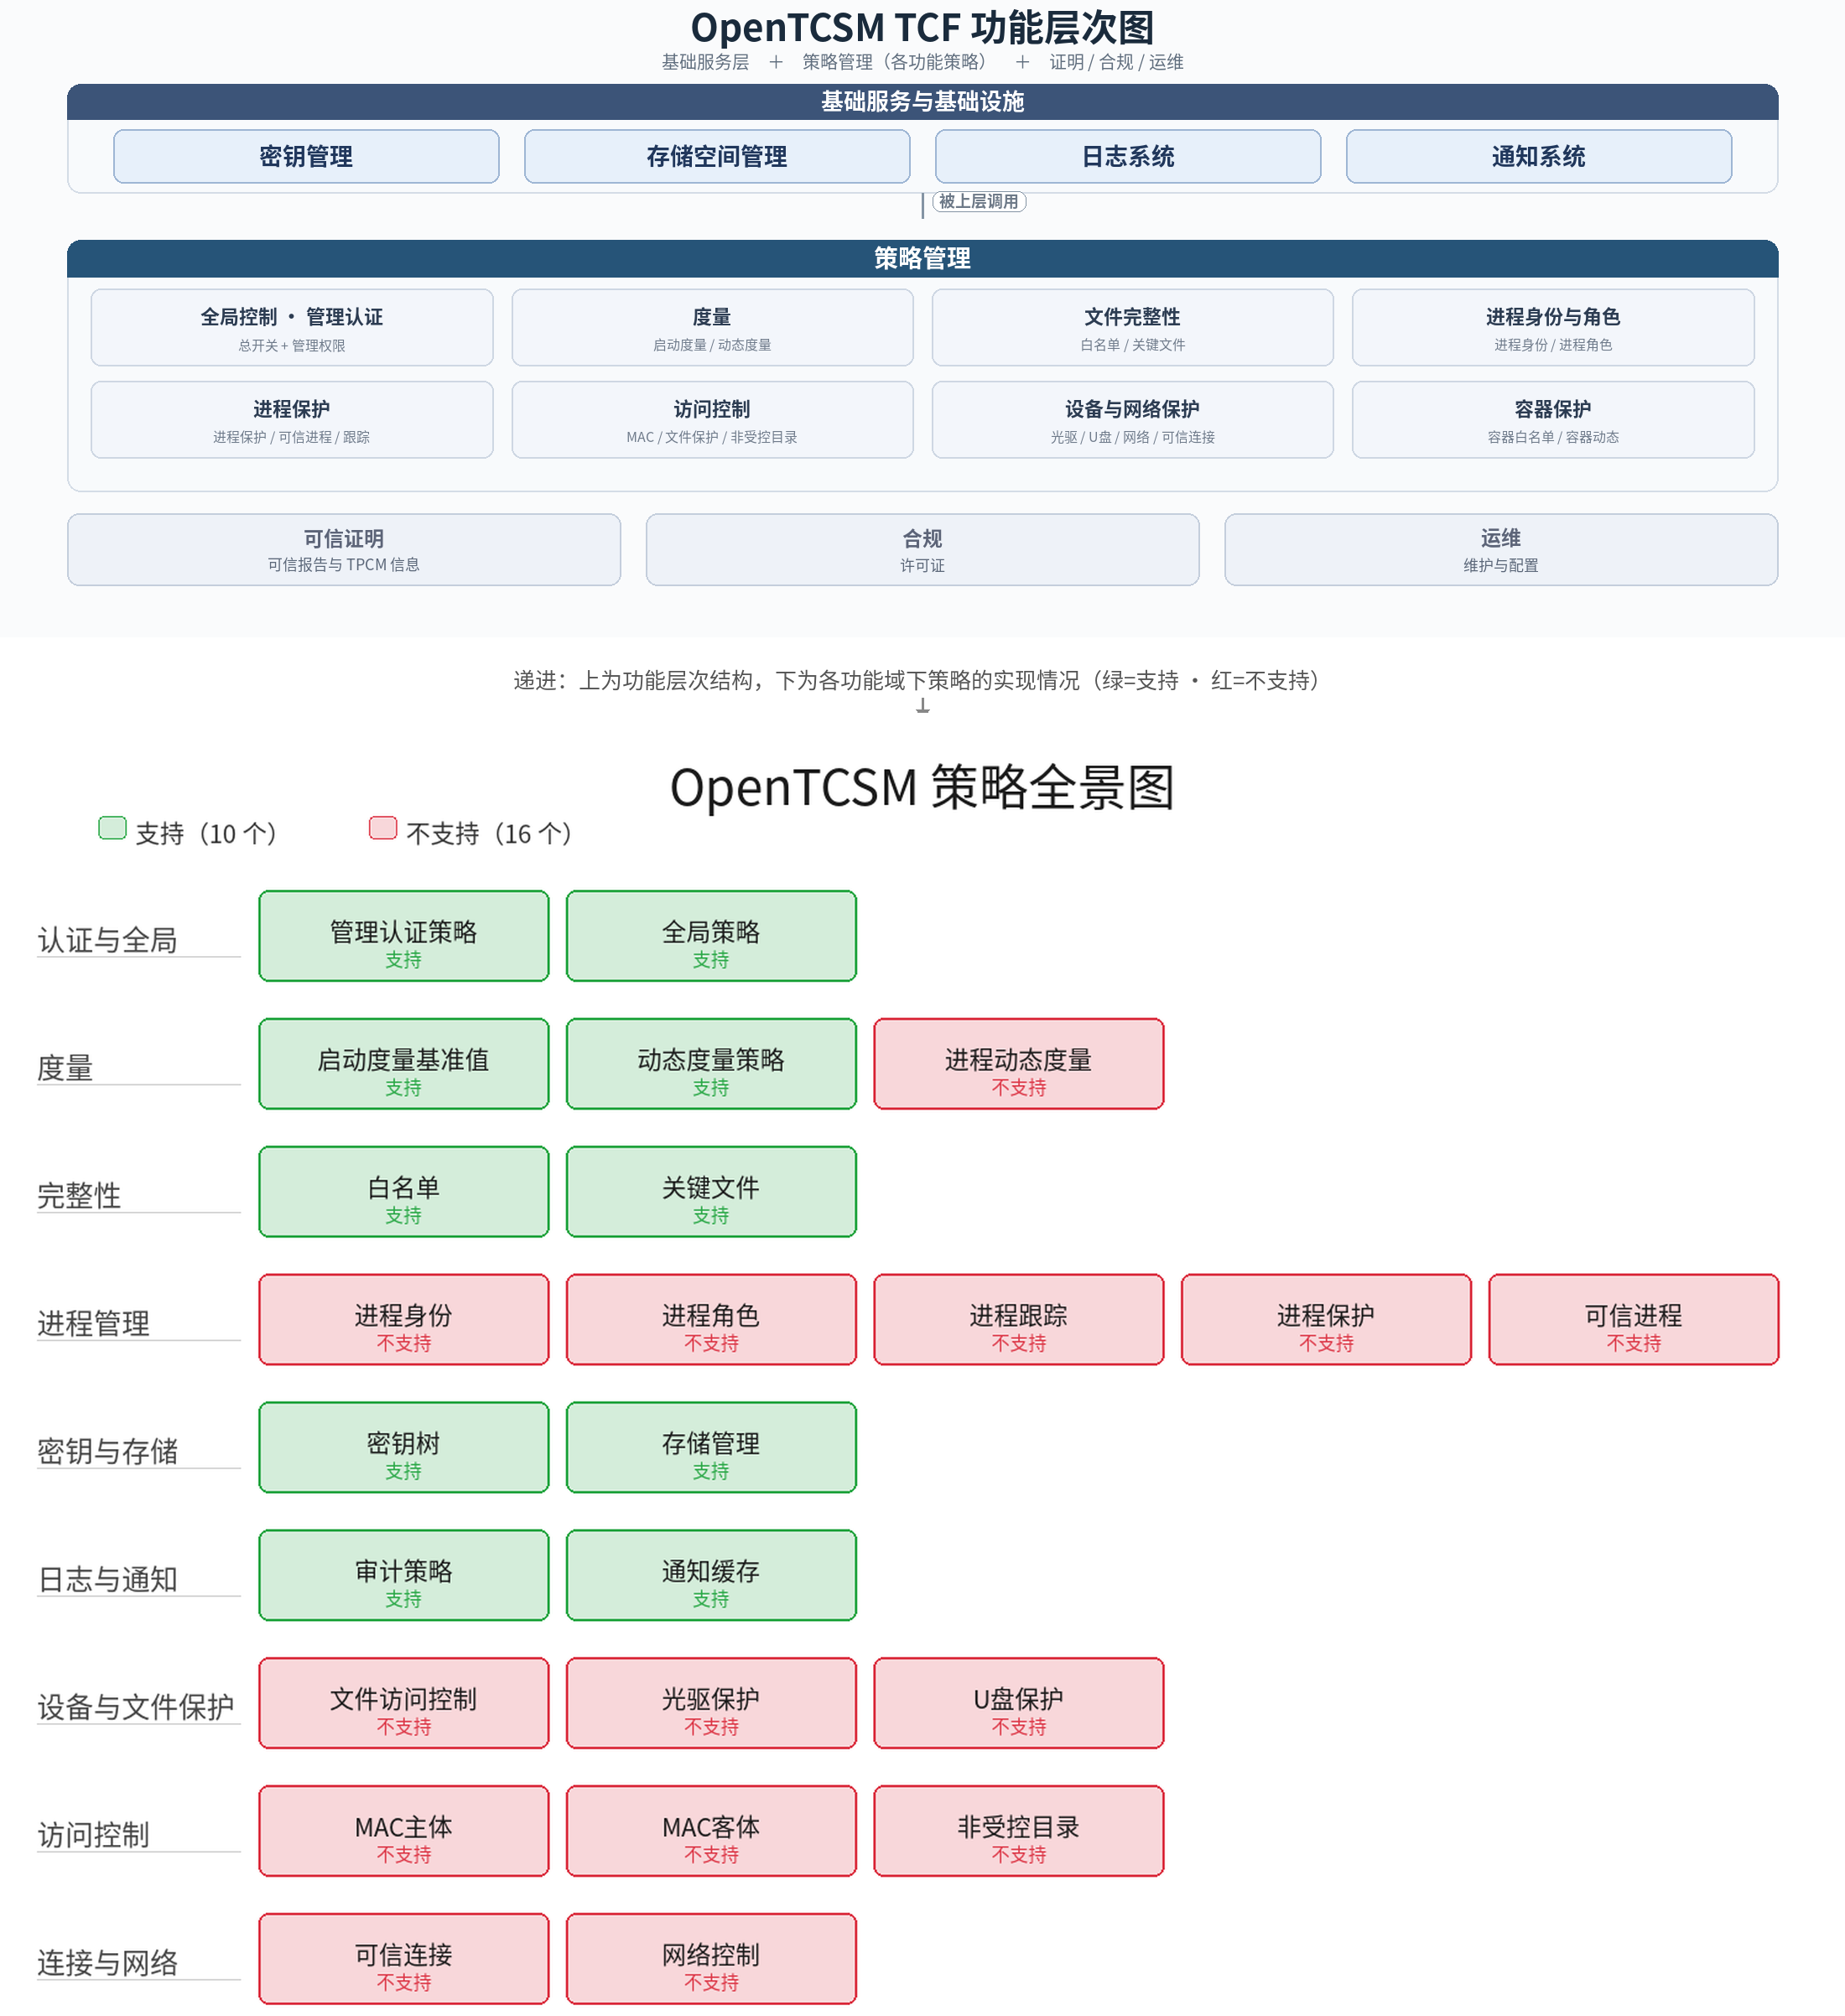 OpenTCSM TCF 功能层次图
基础服务层 ＋ 策略管理（各功能策略） ＋ 证明 / 合规 / 运维
基础服务与基础设施
密钥管理 存储空间管理 日志系统 通知系统
被上层调用
策略管理
全局控制 · 管理认证 度量 文件完整性 进程身份与角色
总开关 + 管理权限 启动度量 / 动态度量 白名单 / 关键文件 进程身份 / 进程角色
进程保护 访问控制 设备与网络保护 容器保护
进程保护 / 可信进程 / 跟踪 MAC / 文件保护 / 非受控目录 光驱 / U盘 / 网络 / 可信连接 容器白名单 / 容器动态
可信证明 合规 运维
可信报告与 TPCM 信息 许可证 维护与配置
递进：上为功能层次结构，下为各功能域下策略的实现情况（绿=支持 · 红=不支持）
OpenTCSM 策略全景图
支持（10 个） 不支持（16 个）
认证与全局
管理认证策略 全局策略
支持 支持
度量
启动度量基准值 动态度量策略 进程动态度量
支持 支持 不支持
完整性
白名单 关键文件
支持 支持
进程管理
进程身份 进程角色 进程跟踪 进程保护 可信进程
不支持 不支持 不支持 不支持 不支持
密钥与存储
密钥树 存储管理
支持 支持
日志与通知
审计策略 通知缓存
支持 支持
设备与文件保护
文件访问控制 光驱保护 U盘保护
不支持 不支持 不支持
访问控制
MAC主体 MAC客体 非受控目录
不支持 不支持 不支持
连接与网络
可信连接 网络控制
不支持 不支持